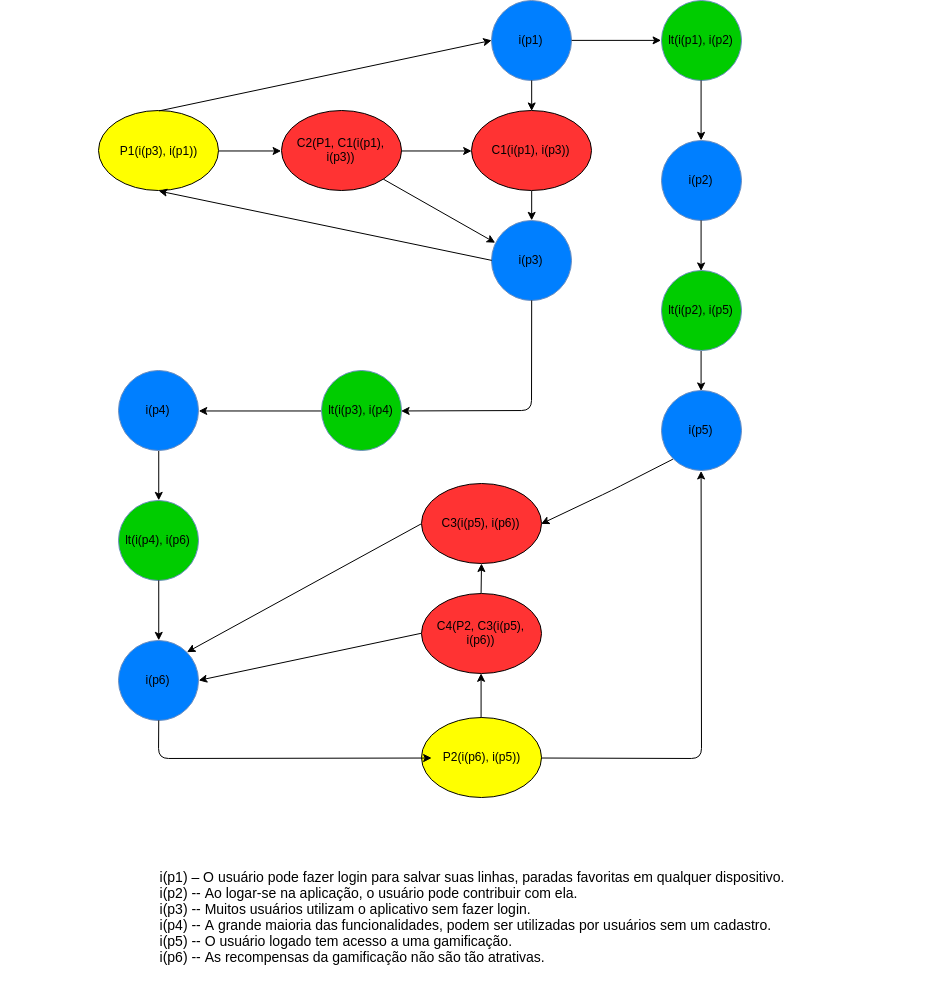 i(p1)
lt(i(p1), i(p2)
P1(i(p3), i(p1))
C2(P1, C1(i(p1),
i(p3))
C1(i(p1), i(p3))
i(p2)
i(p3)
lt(i(p2), i(p5)
i(p4)
lt(i(p3), i(p4)
i(p5)
C3(i(p5), i(p6))
lt(i(p4), i(p6)
C4(P2, C3(i(p5),
i(p6))
i(p6)
P2(i(p6), i(p5))
i(p1) – O usuário pode fazer login para salvar suas linhas, paradas favoritas em qualquer dispositivo.
i(p2) -- Ao logar-se na aplicação, o usuário pode contribuir com ela.
i(p3) -- Muitos usuários utilizam o aplicativo sem fazer login.
i(p4) -- A grande maioria das funcionalidades, podem ser utilizadas por usuários sem um cadastro.
i(p5) -- O usuário logado tem acesso a uma gamificação.
i(p6) -- As recompensas da gamificação não são tão atrativas.